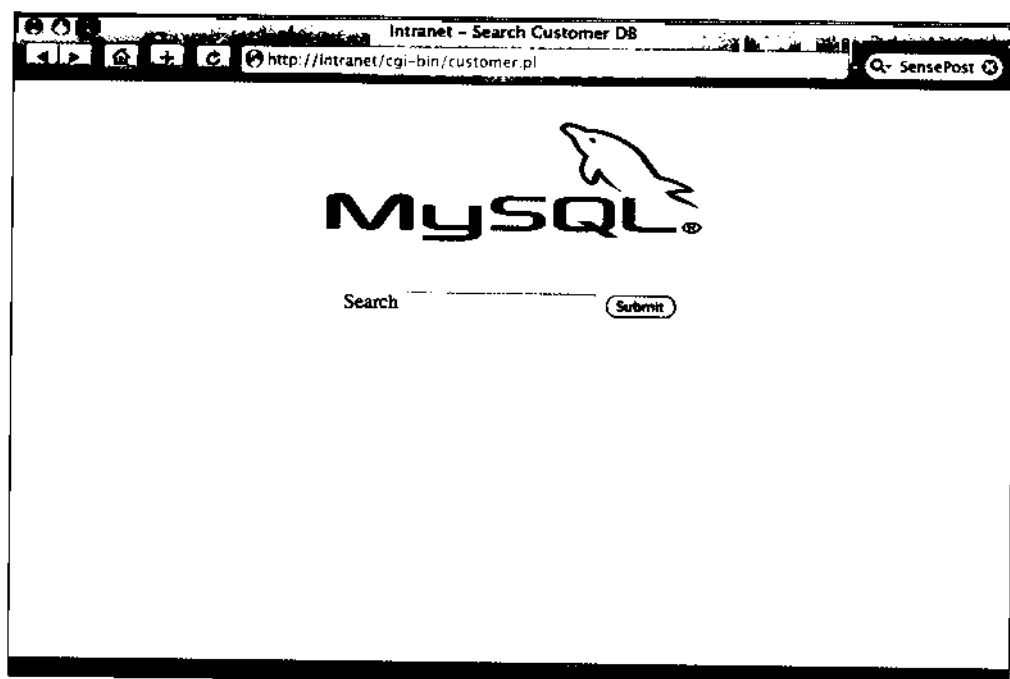 Intranet – Search Customer DB
http://intranet/cgi-bin/customer.pl
SensePost
MySQL®
Search
Submit